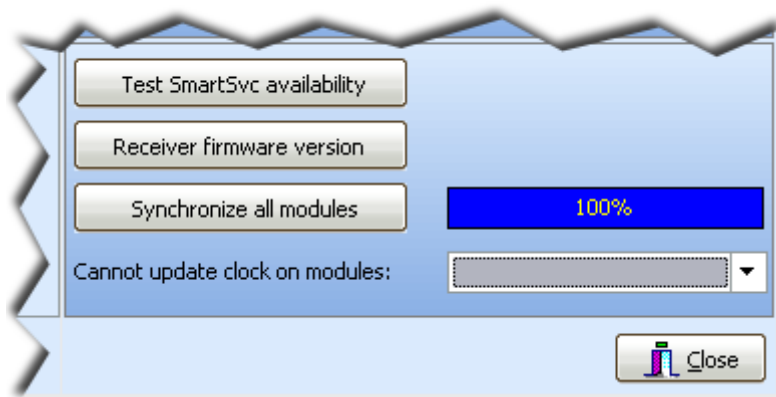 Test SmartSvc availability
Receiver firmware version
Synchronize all modules
100%
Cannot update clock on modules:
Close